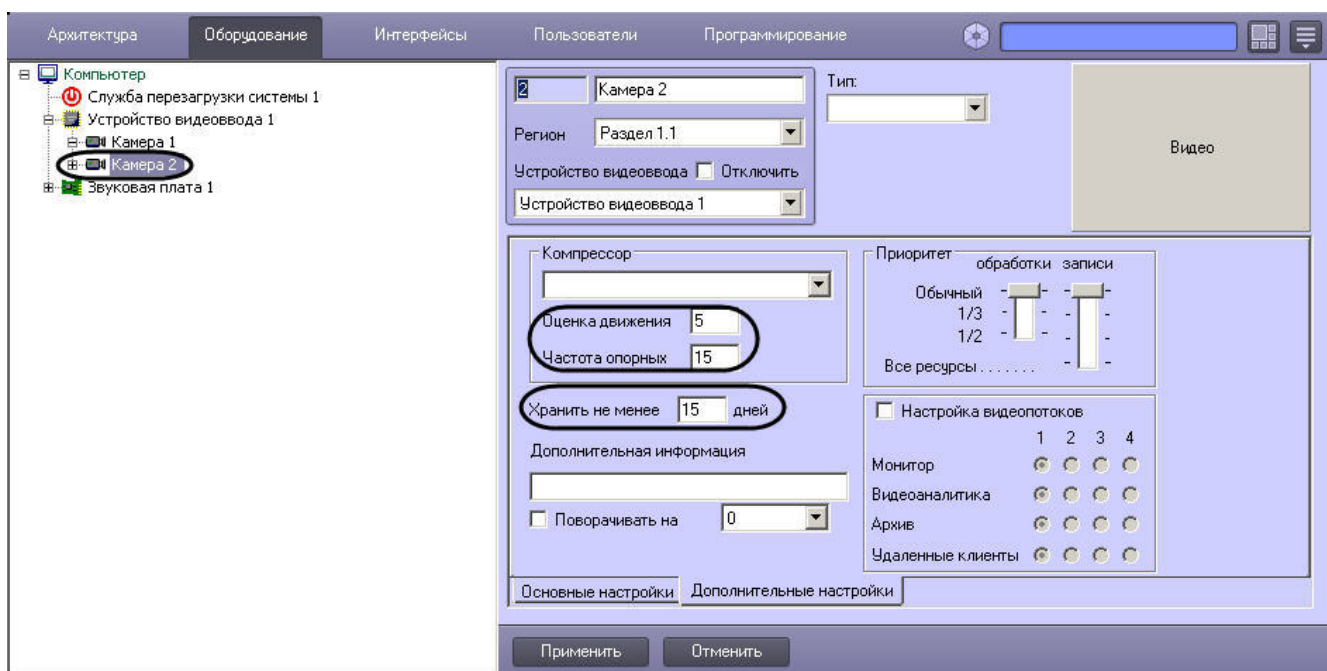 Архитектура Оборудование Интерфейсы Пользователи Программирование
Компьютер
Служба перезагрузки системы 1
Устройство видеоввода 1
Камера 1
Камера 2
Звуковая плата 1
2 Камера 2
Тип:
Регион Раздел 1.1
Видео
Устройство видеоввода Отключить
Устройство видеоввода 1
Компрессор
Оценка движения 5
Частота опорных 15
Хранить не менее 15 дней
Дополнительная информация
Поворачивать на 0
Приоритет
обработки записи
Обычный
1/3
1/2
Все ресурсы . . . . . . .
Настройка видеопотоков
1 2 3 4
Монитор
Видеоаналитика
Архив
Удаленные клиенты
Основные настройки Дополнительные настройки
Применить Отменить